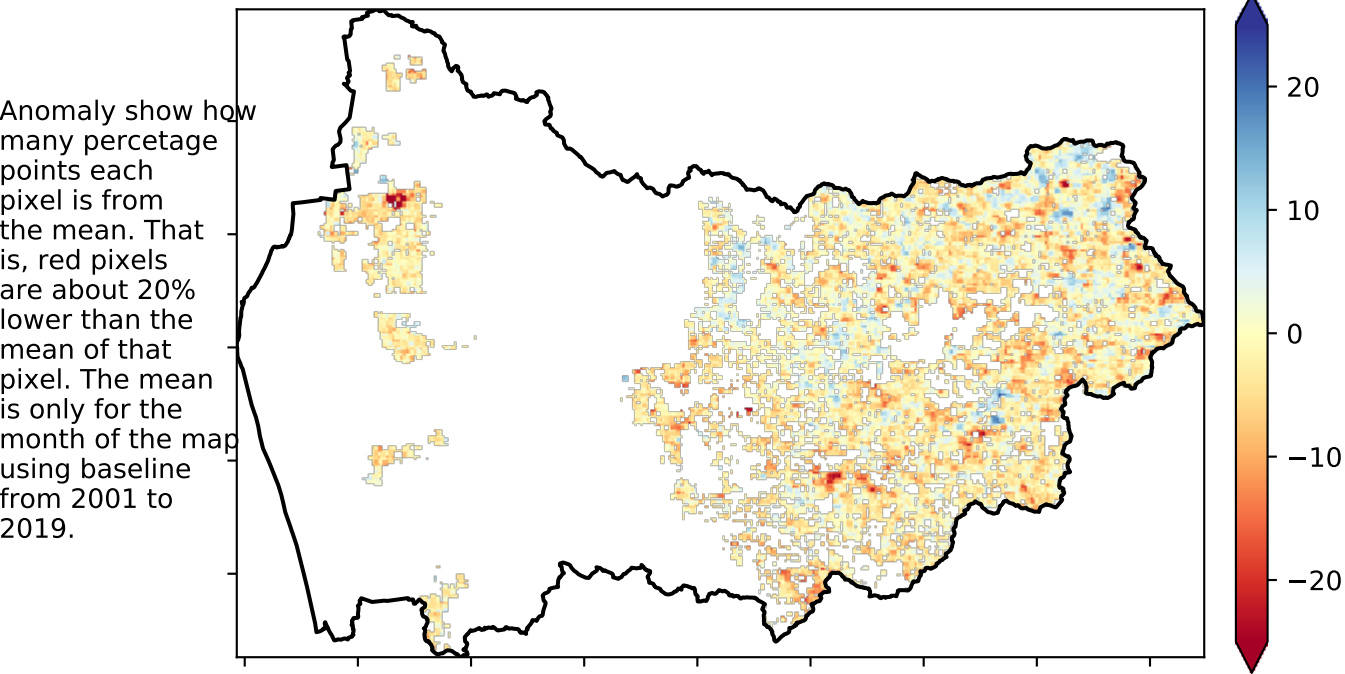 Anomaly show how
many percetage
points each
pixel is from
the mean. That
is, red pixels
are about 20%
lower than the
mean of that
pixel. The mean
is only for the
month of the map
using baseline
from 2001 to
2019.
20
10
0
−10
−20